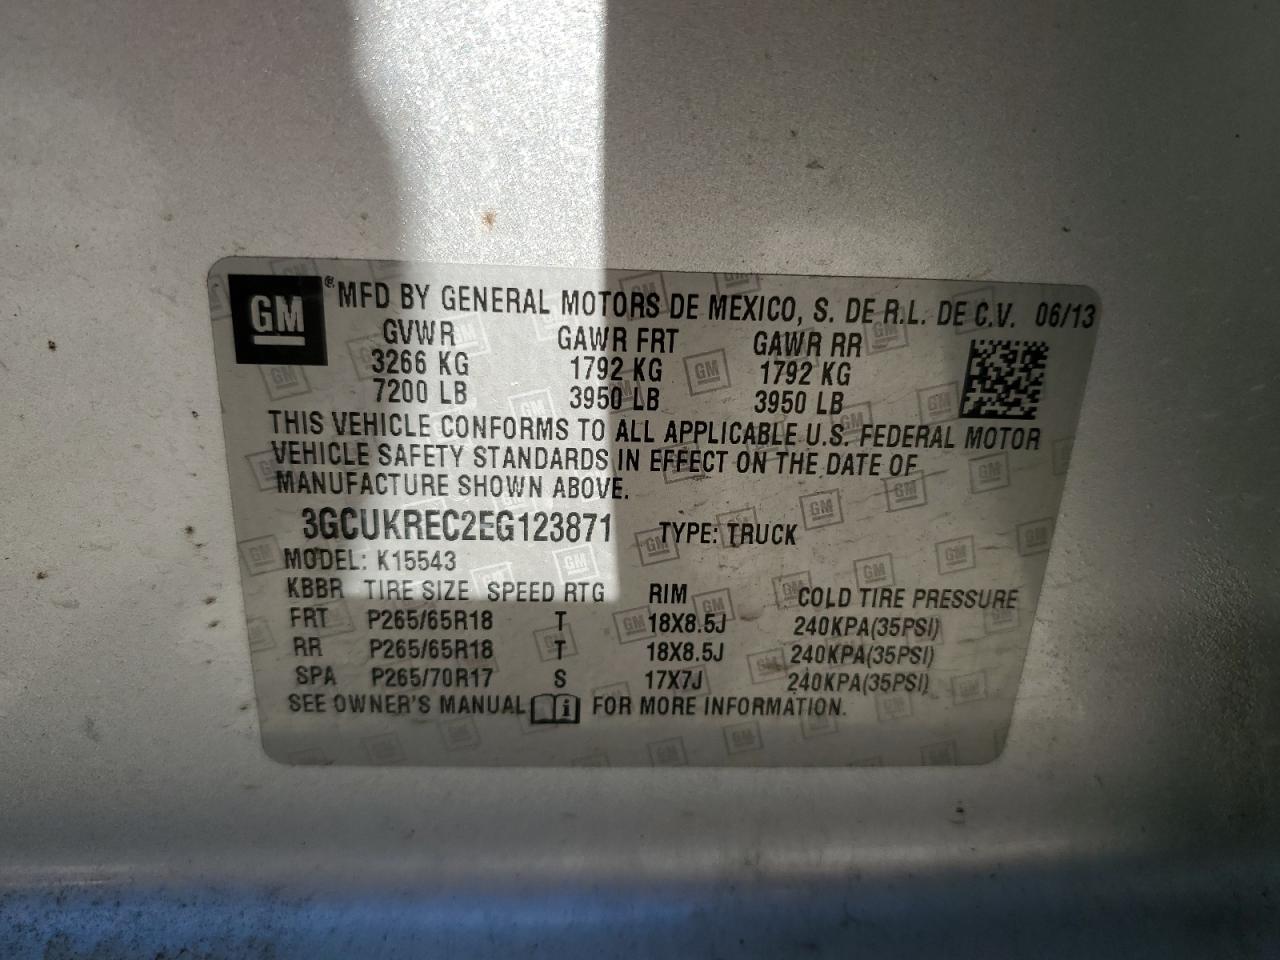 GM ® MFD BY GENERAL MOTORS DE MEXICO, S. DE R.L. DE C.V. 06/13
GVWR GAWR FRT GAWR RR
3266 KG 1792 KG 1792 KG
7200 LB 3950 LB 3950 LB
THIS VEHICLE CONFORMS TO ALL APPLICABLE U.S. FEDERAL MOTOR
VEHICLE SAFETY STANDARDS IN EFFECT ON THE DATE OF
MANUFACTURE SHOWN ABOVE.
3GCUKREC2EG123871 TYPE: TRUCK
MODEL: K15543
KBBR TIRE SIZE SPEED RTG RIM COLD TIRE PRESSURE
FRT P265/65R18 T 18X8.5J 240KPA(35PSI)
RR P265/65R18 T 18X8.5J 240KPA(35PSI)
SPA P265/70R17 S 17X7J 240KPA(35PSI)
SEE OWNER'S MANUAL i FOR MORE INFORMATION.